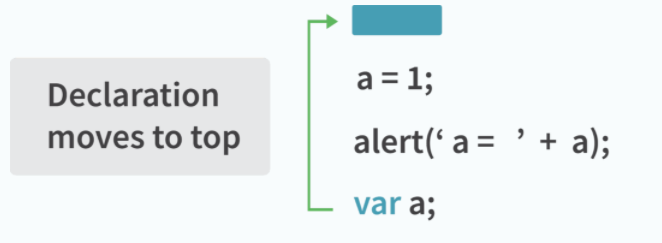 Declaration
moves to top
a = 1;
alert(‘ a =  ’ + a);
var a;